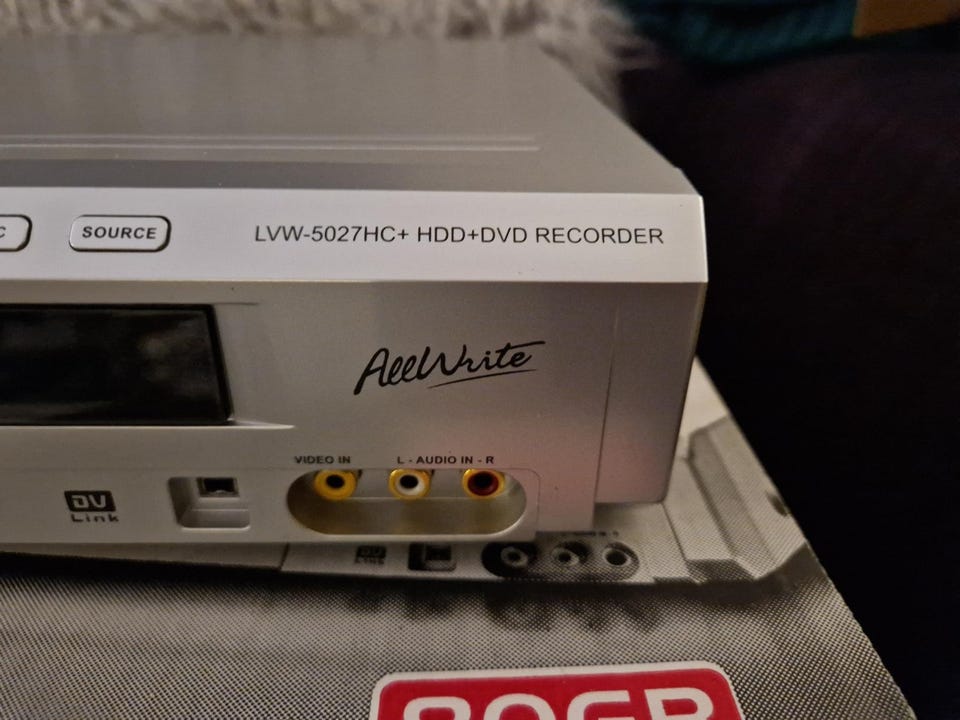 SOURCE
LVW-5027HC+ HDD+DVD RECORDER
AllWrite
VIDEO IN L - AUDIO IN - R
DV
Link